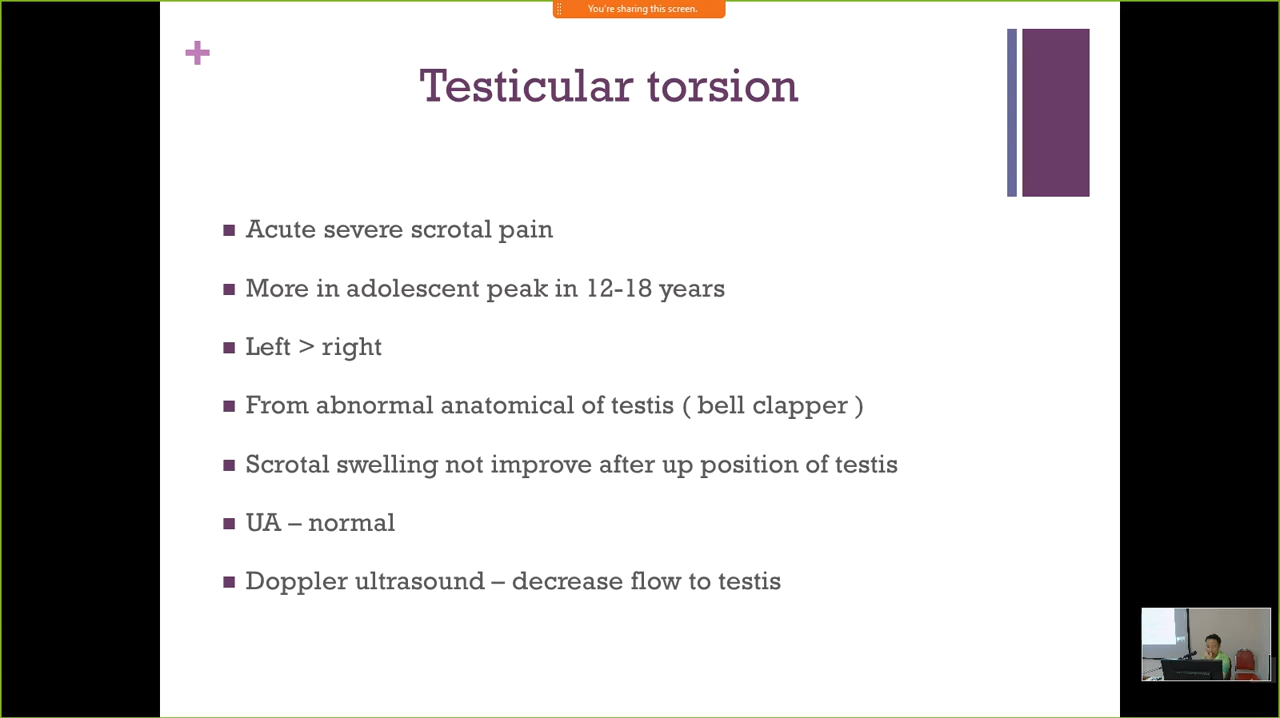 You're sharing this screen.
Testicular torsion
Acute severe scrotal pain
More in adolescent peak in 12-18 years
Left > right
From abnormal anatomical of testis ( bell clapper )
Scrotal swelling not improve after up position of testis
UA – normal
Doppler ultrasound – decrease flow to testis